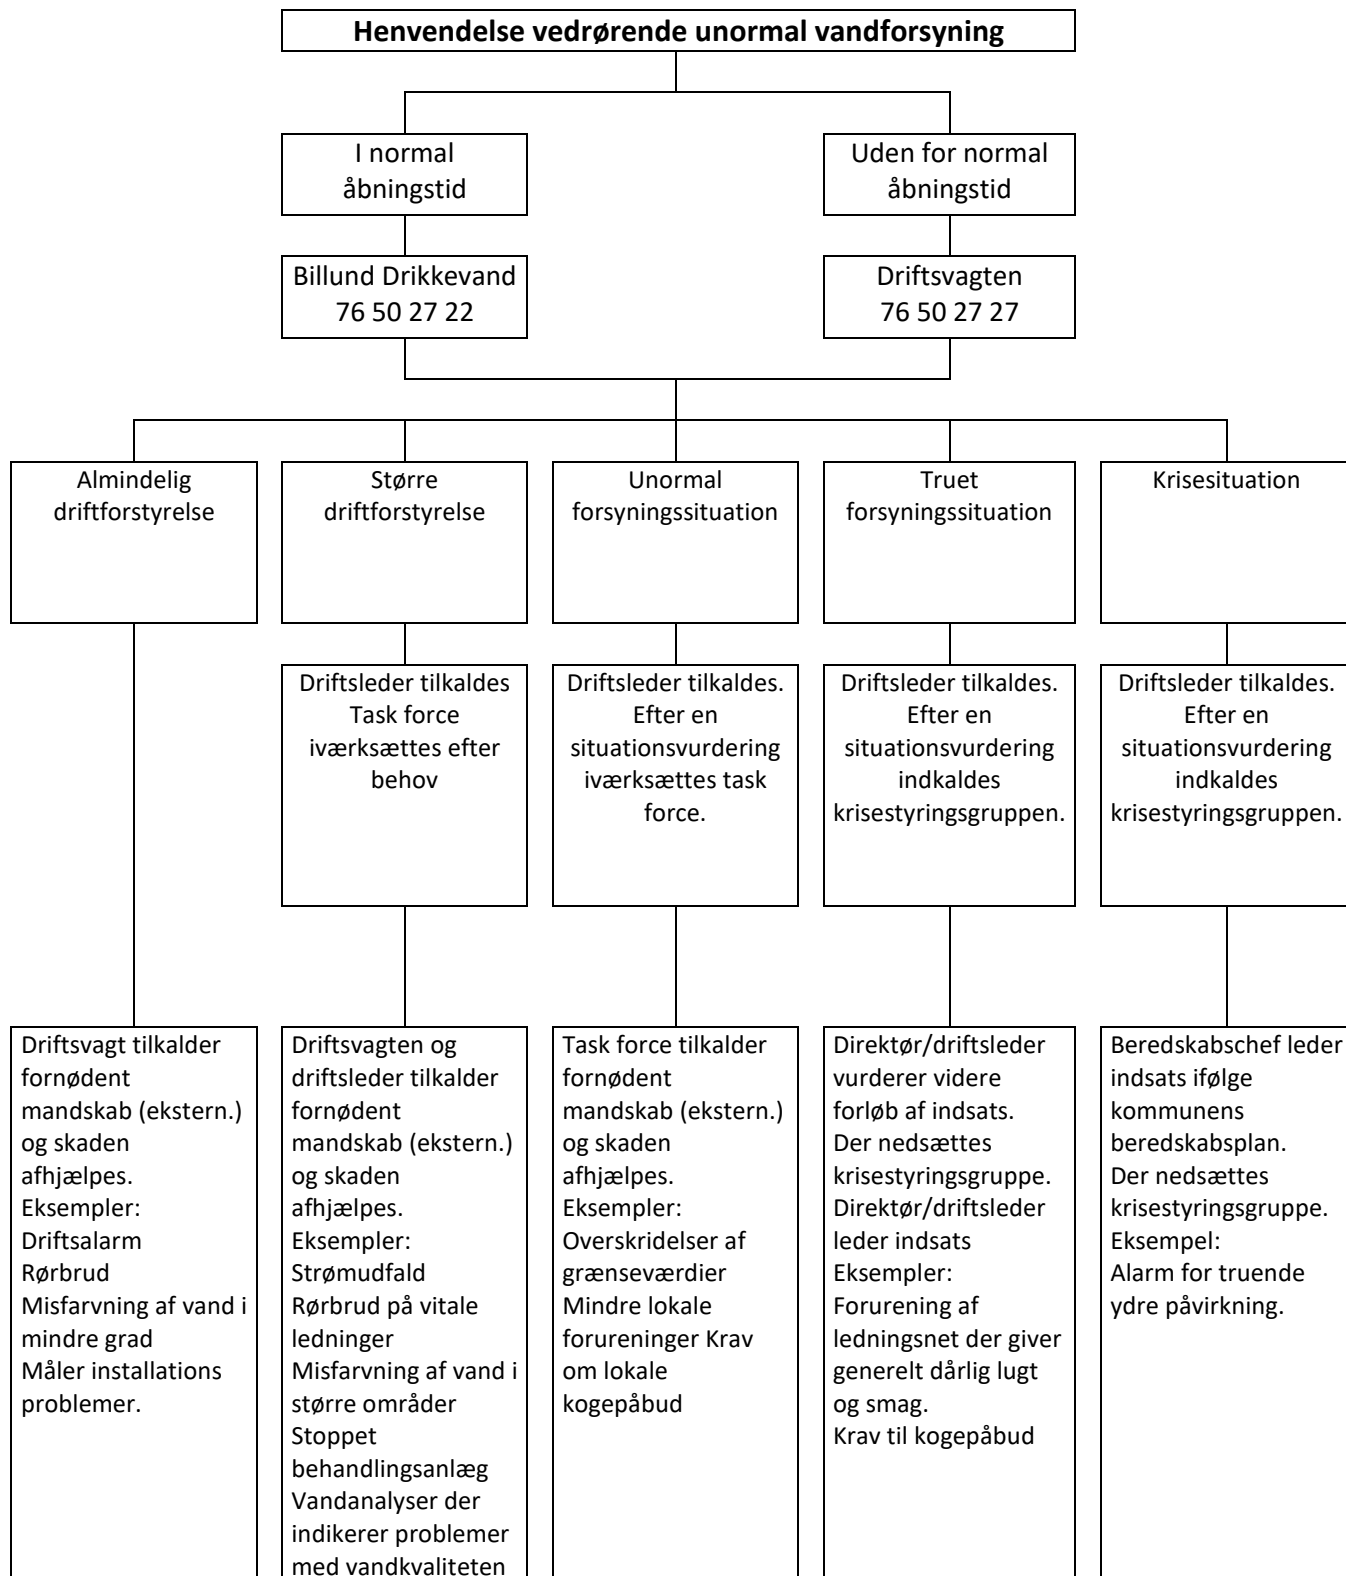 Henvendelse vedrørende unormal vandforsyning
I normal
åbningstid
Uden for normal
åbningstid
Billund Drikkevand
76 50 27 22
Driftsvagten
76 50 27 27
Almindelig
driftforstyrelse
Større
driftforstyrelse
Unormal
forsyningssituation
Truet
forsyningssituation
Krisesituation
Driftsleder tilkaldes
Task force
iværksættes efter
behov
Driftsleder tilkaldes.
Efter en
situationsvurdering
iværksættes task
force.
Driftsleder tilkaldes.
Efter en
situationsvurdering
indkaldes
krisestyringsgruppen.
Driftsleder tilkaldes.
Efter en
situationsvurdering
indkaldes
krisestyringsgruppen.
Driftsvagt tilkalder
fornødent
mandskab (ekstern.)
og skaden
afhjælpes.
Eksempler:
Driftsalarm
Rørbrud
Misfarvning af vand i
mindre grad
Måler installations
problemer.
Driftsvagten og
driftsleder tilkalder
fornødent
mandskab (ekstern.)
og skaden
afhjælpes.
Eksempler:
Strømudfald
Rørbrud på vitale
ledninger
Misfarvning af vand i
større områder
Stoppet
behandlingsanlæg
Vandanalyser der
indikerer problemer
med vandkvaliteten
Task force tilkalder
fornødent
mandskab (ekstern.)
og skaden
afhjælpes.
Eksempler:
Overskridelser af
grænseværdier
Mindre lokale
forureninger Krav
om lokale
kogepåbud
Direktør/driftsleder
vurderer videre
forløb af indsats.
Der nedsættes
krisestyringsgruppe.
Direktør/driftsleder
leder indsats
Eksempler:
Forurening af
ledningsnet der giver
generelt dårlig lugt
og smag.
Krav til kogepåbud
Beredskabschef leder
indsats ifølge
kommunens
beredskabsplan.
Der nedsættes
krisestyringsgruppe.
Eksempel:
Alarm for truende
ydre påvirkning.